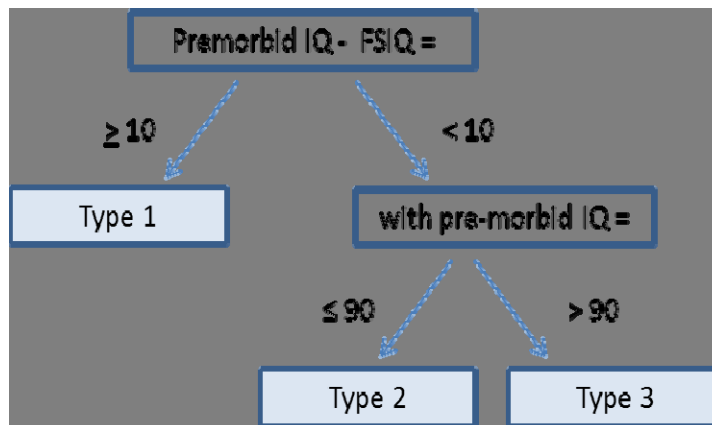 Premorbid IQ - FSIQ =
≥ 10
< 10
Type 1
with pre-morbid IQ =
≤ 90
> 90
Type 2
Type 3